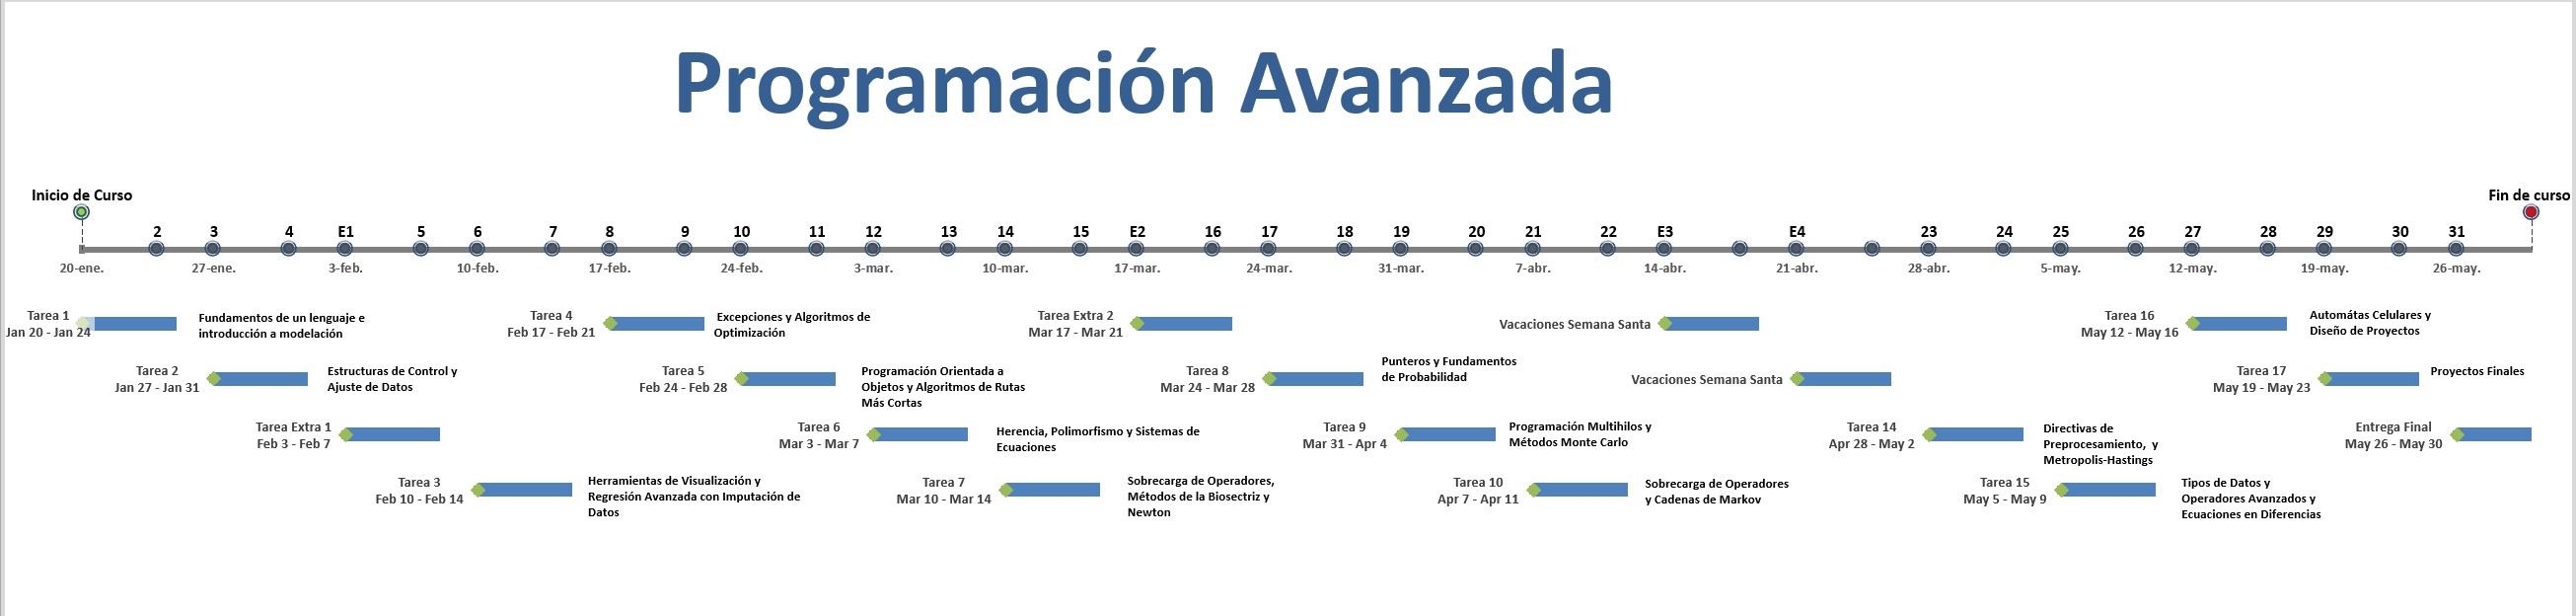 Programación Avanzada
Inicio de Curso
Fin de curso
2 3 4 E1 5 6 7 8 9 10 11 12 13 14 15 E2 16 17 18 19 20 21 22 E3 E4 23 24 25 26 27 28 29 30 31
20-ene. 27-ene. 3-feb. 10-feb. 17-feb. 24-feb. 3-mar. 10-mar. 17-mar. 24-mar. 31-mar. 7-abr. 14-abr. 21-abr. 28-abr. 5-may. 12-may. 19-may. 26-may.
Tarea 1
Jan 20 - Jan 24
Fundamentos de un lenguaje e
introducción a modelación
Tarea 4
Feb 17 - Feb 21
Excepciones y Algoritmos de
Optimización
Tarea Extra 2
Mar 17 - Mar 21
Vacaciones Semana Santa
Tarea 16
May 12 - May 16
Automátas Celulares y
Diseño de Proyectos
Tarea 2
Jan 27 - Jan 31
Estructuras de Control y
Ajuste de Datos
Tarea 5
Feb 24 - Feb 28
Programación Orientada a
Objetos y Algoritmos de Rutas
Más Cortas
Tarea 8
Mar 24 - Mar 28
Punteros y Fundamentos
de Probabilidad
Vacaciones Semana Santa
Tarea 17
May 19 - May 23
Proyectos Finales
Tarea Extra 1
Feb 3 - Feb 7
Tarea 6
Mar 3 - Mar 7
Herencia, Polimorfismo y Sistemas de
Ecuaciones
Tarea 9
Mar 31 - Apr 4
Programación Multihilos y
Métodos Monte Carlo
Tarea 14
Apr 28 - May 2
Directivas de
Preprocesamiento, y
Metropolis-Hastings
Entrega Final
May 26 - May 30
Tarea 3
Feb 10 - Feb 14
Herramientas de Visualización y
Regresión Avanzada con Imputación de
Datos
Tarea 7
Mar 10 - Mar 14
Sobrecarga de Operadores,
Métodos de la Biosectriz y
Newton
Tarea 10
Apr 7 - Apr 11
Sobrecarga de Operadores
y Cadenas de Markov
Tarea 15
May 5 - May 9
Tipos de Datos y
Operadores Avanzados y
Ecuaciones en Diferencias